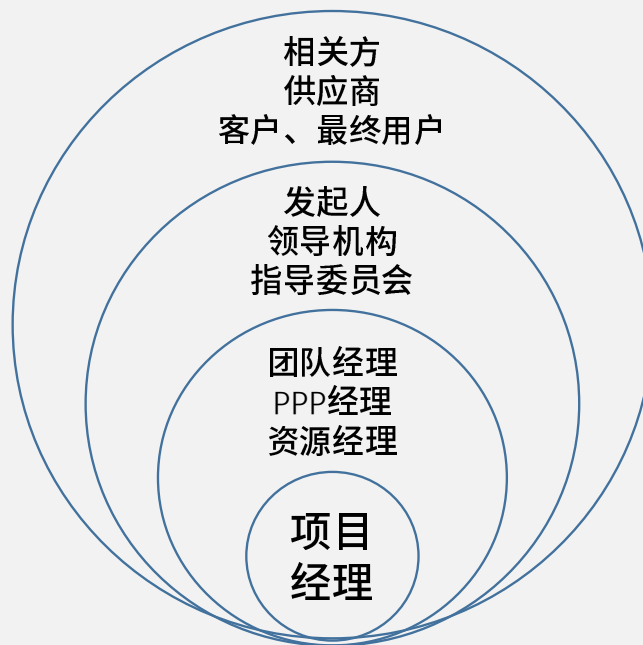 相关方
供应商
客户、最终用户
发起人
领导机构
指导委员会
团队经理
PPP经理
资源经理
项目
经理